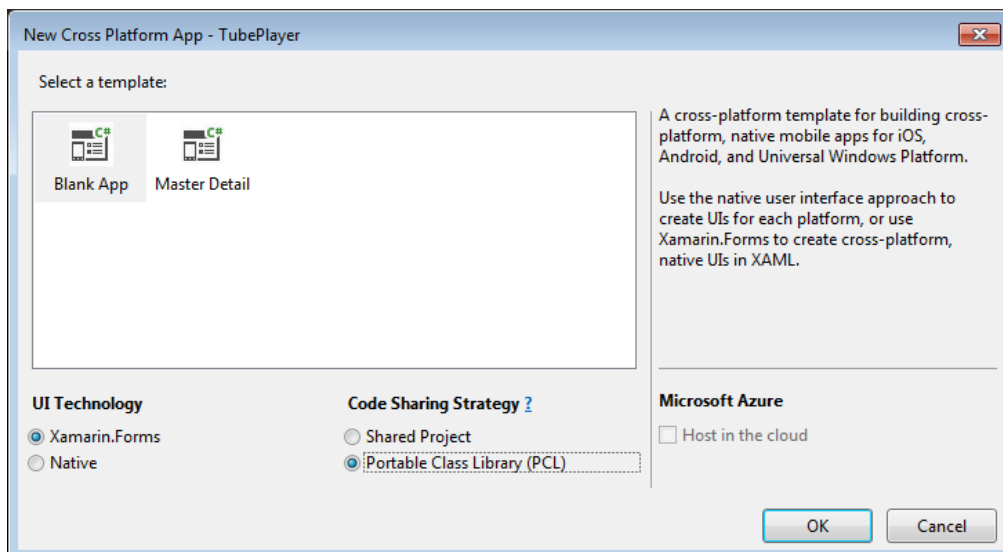 New Cross Platform App - TubePlayer
Select a template:
C#
Blank App
C#
Master Detail
A cross-platform template for building cross-
platform, native mobile apps for iOS,
Android, and Universal Windows Platform.
Use the native user interface approach to
create UIs for each platform, or use
Xamarin.Forms to create cross-platform,
native UIs in XAML.
UI Technology
Xamarin.Forms
Native
Code Sharing Strategy ?
Shared Project
Portable Class Library (PCL)
Microsoft Azure
Host in the cloud
OK
Cancel